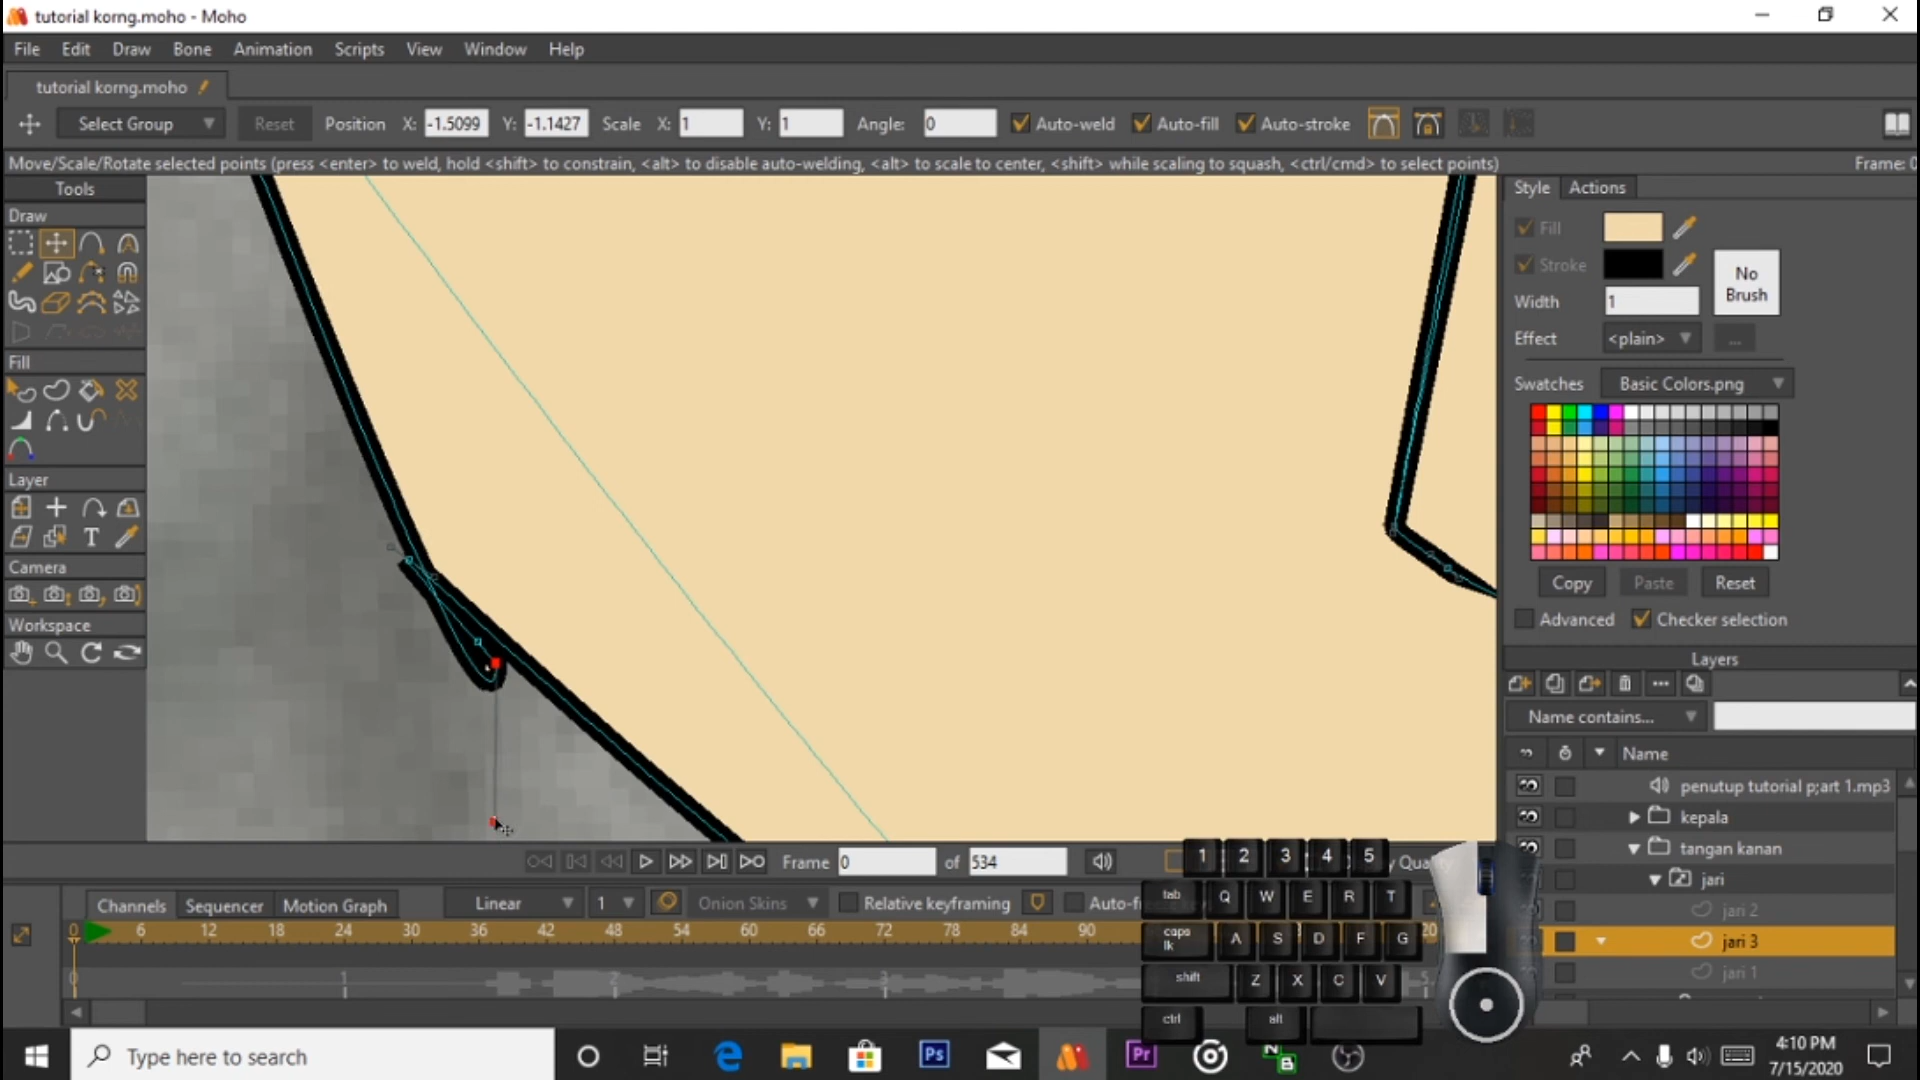 tutorial korng.moho - Moho
File Edit Draw Bone Animation Scripts View Window Help
tutorial korng.moho
Select Group Reset Position X: -1.5099 Y: -1.1427 Scale X: 1 Y: 1 Angle: 0 Auto-weld Auto-fill Auto-stroke
Move/Scale/Rotate selected points (press <enter> to weld, hold <shift> to constrain, <alt> to disable auto-welding, <alt> to scale to center, <shift> while scaling to squash, <ctrl/cmd> to select points) Frame: 0
Tools
Draw
Fill
Layer
T
Camera
Workspace
Style Actions
Fill
Stroke
No Brush
Width 1
Effect <plain> ...
Swatches Basic Colors.png
Copy Paste Reset
Advanced Checker selection
Layers
Name contains...
Name
penutup tutorial p;art 1.mp3
kepala
tangan kanan
jari
jari 2
jari 3
jari 1
Frame 0 of 534
Channels Sequencer Motion Graph Linear 1 Onion Skins Relative keyframing
0 6 12 18 24 30 36 42 48 54 60 66 72 78 84 90
0 1 2 3
1 2 3 4 5
tab Q W E R T
caps lk A S D F G
shift Z X C V
ctrl alt
Type here to search
Ps
Pr
N B
4:10 PM
7/15/2020